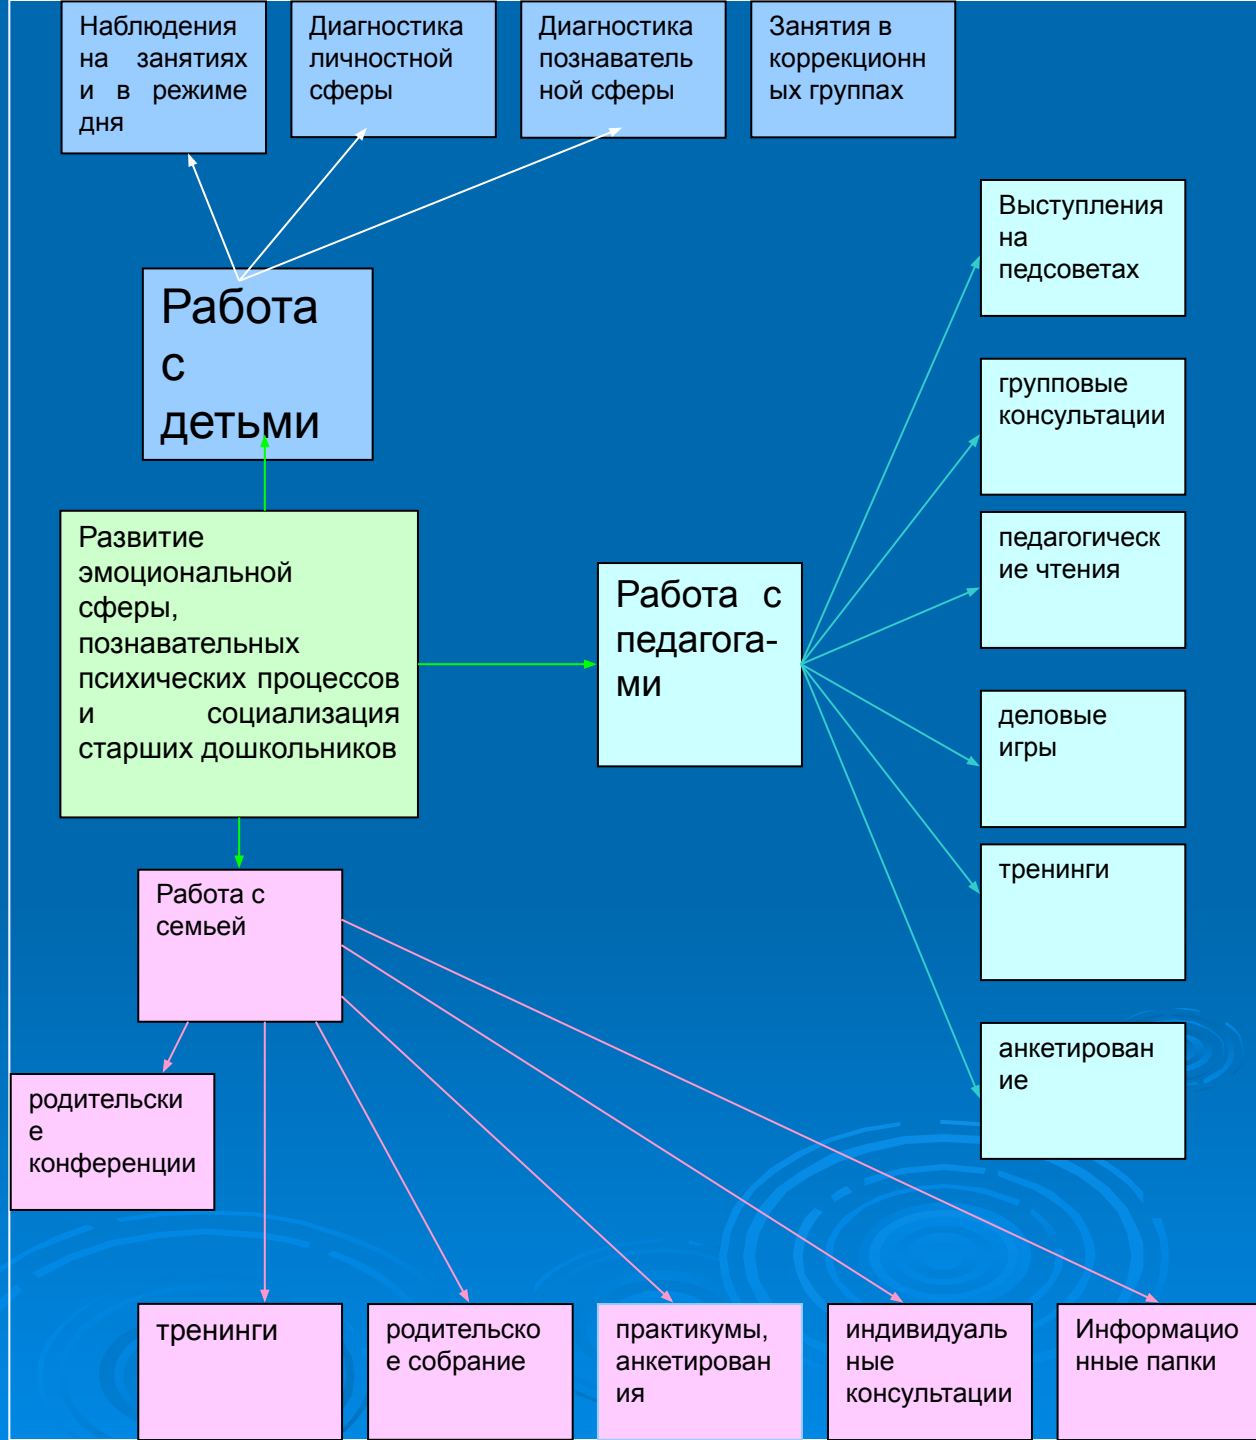 Наблюдения
на занятиях
и в режиме
дня
Диагностика
личностной
сферы
Диагностика
познаватель
ной сферы
Занятия в
коррекционн
ых группах
Выступления
на
педсоветах
Работа
с
детьми
групповые
консультации
педагогическ
ие чтения
Развитие
эмоциональной
сферы,
познавательных
психических процессов
и социализация
старших дошкольников
Работа с
педагога-
ми
деловые
игры
тренинги
Работа с
семьей
анкетирован
ие
родительски
е
конференции
тренинги
родительско
е собрание
практикумы,
анкетирован
ия
индивидуаль
ные
консультации
Информацио
нные папки